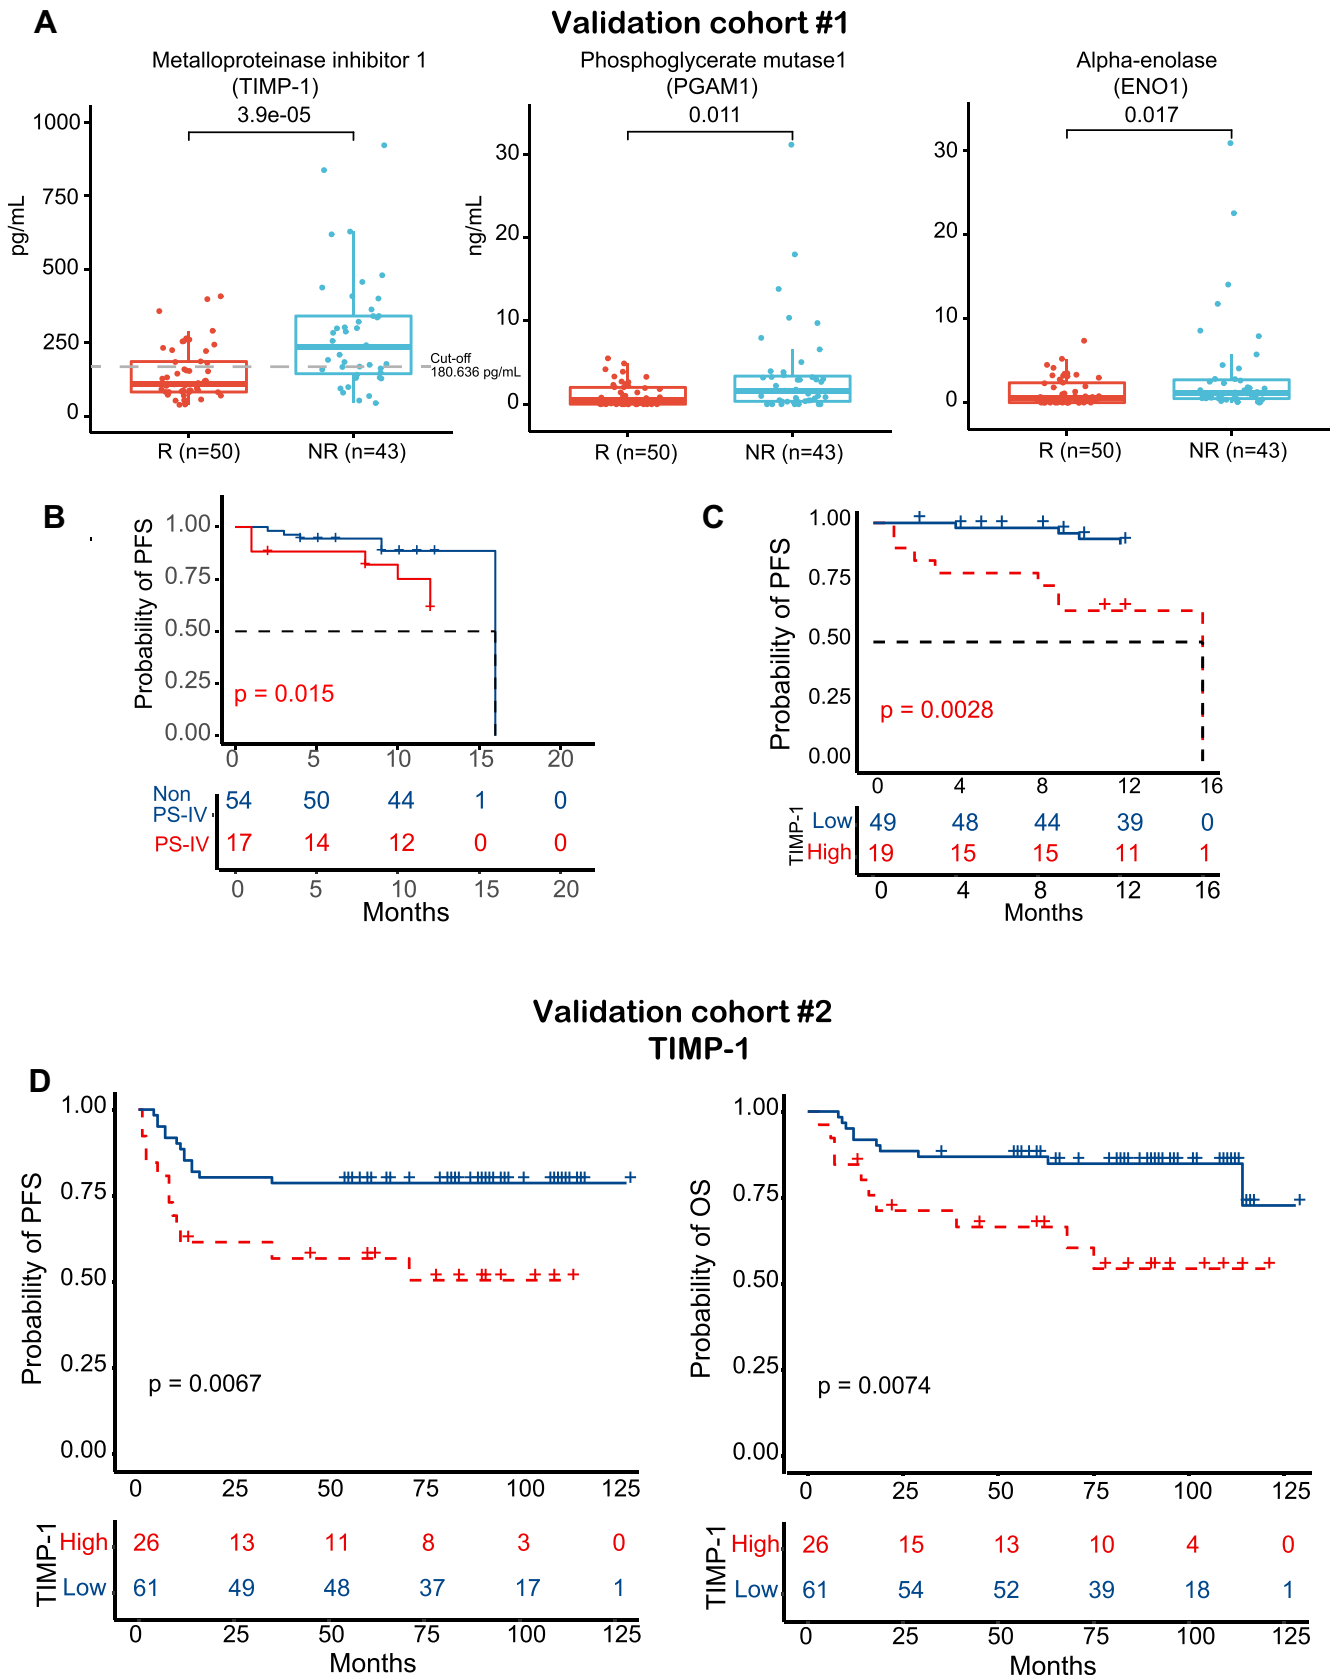 A
Validation cohort #1
Metalloproteinase inhibitor 1
(TIMP-1)
Phosphoglycerate mutase1
(PGAM1)
Alpha-enolase
(ENO1)
3.9e-05
0.011
0.017
pg/mL
1000
750
500
250
0
Cut-off
180.636 pg/mL
R (n=50)
NR (n=43)
ng/mL
30
20
10
0
R (n=50)
NR (n=43)
30
20
10
0
R (n=50)
NR (n=43)
B
Probability of PFS
1.00
0.75
0.50
0.25
0.00
p = 0.015
0 5 10 15 20
Non
PS-IV
54 50 44 1 0
PS-IV 17 14 12 0 0
0 5 10 15 20
Months
C
Probability of PFS
1.00
0.75
0.50
0.25
0.00
p = 0.0028
0 4 8 12 16
TIMP-1
Low 49 48 44 39 0
High 19 15 15 11 1
0 4 8 12 16
Months
Validation cohort #2
TIMP-1
D
Probability of PFS
1.00
0.75
0.50
0.25
0.00
p = 0.0067
0 25 50 75 100 125
TIMP-1
High 26 13 11 8 3 0
Low 61 49 48 37 17 1
0 25 50 75 100 125
Months
Probability of OS
1.00
0.75
0.50
0.25
0.00
p = 0.0074
0 25 50 75 100 125
TIMP-1
High 26 15 13 10 4 0
Low 61 54 52 39 18 1
0 25 50 75 100 125
Months